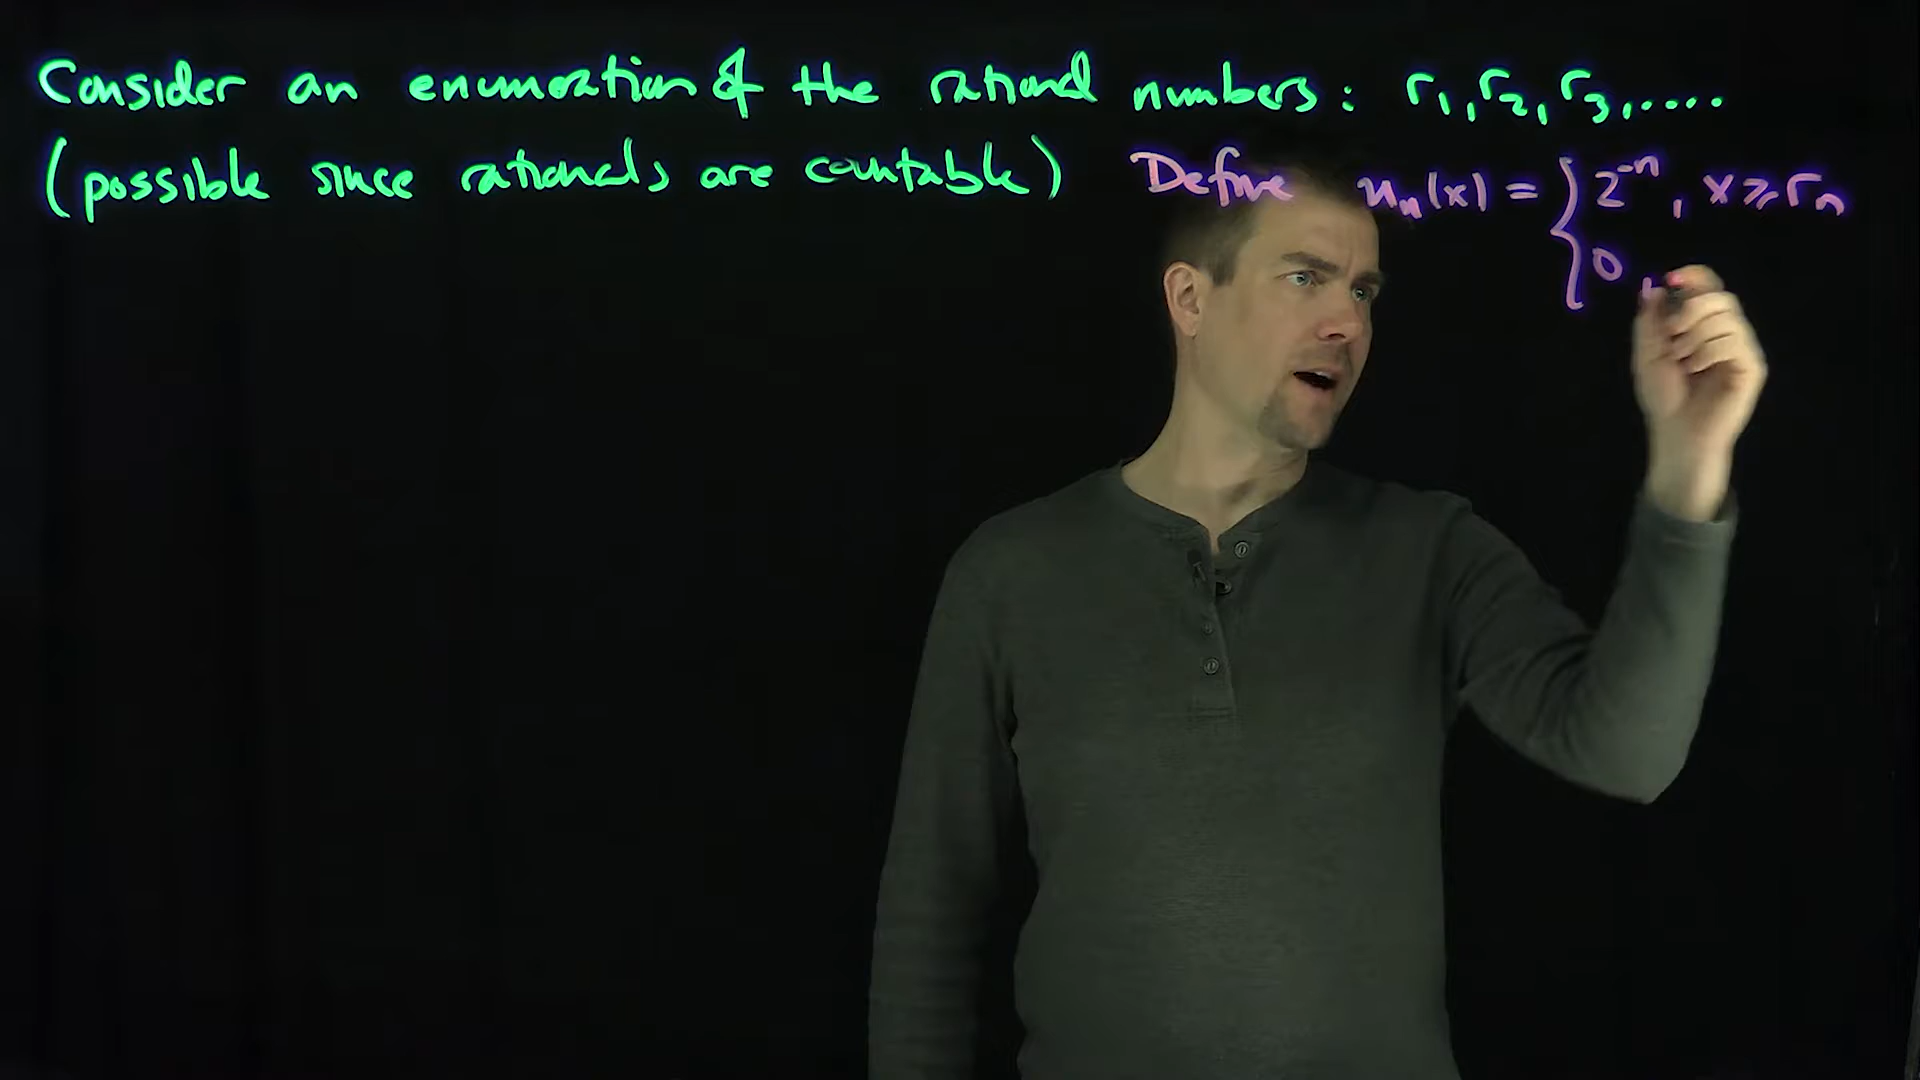 Consider an enumeration of the rational numbers: r₁, r₂, r₃, ....
(possible since rationals are countable) Define uₙ(x) = { 2⁻ⁿ, x ≥ rₙ
0,